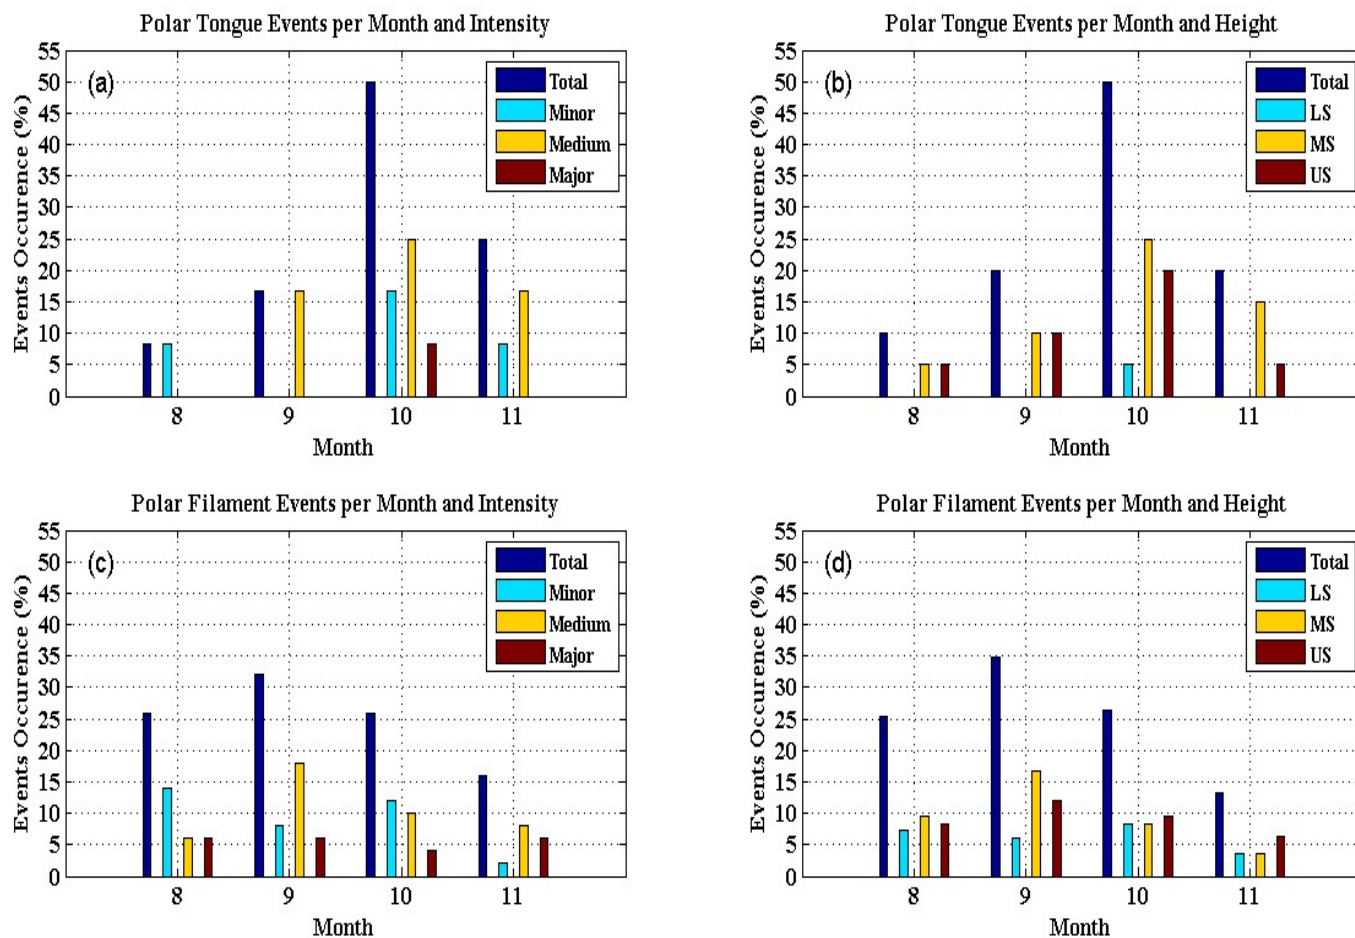 Polar Tongue Events per Month and Intensity
55
50
45
40
35
30
25
20
15
10
5
0
Events Occurence (%)
(a)
Total
Minor
Medium
Major
8 9 10 11
Month
Polar Tongue Events per Month and Height
55
50
45
40
35
30
25
20
15
10
5
0
Events Occurence (%)
(b)
Total
LS
MS
US
8 9 10 11
Month
Polar Filament Events per Month and Intensity
55
50
45
40
35
30
25
20
15
10
5
0
Events Occurence (%)
(c)
Total
Minor
Medium
Major
8 9 10 11
Month
Polar Filament Events per Month and Height
55
50
45
40
35
30
25
20
15
10
5
0
Events Occurence (%)
(d)
Total
LS
MS
US
8 9 10 11
Month